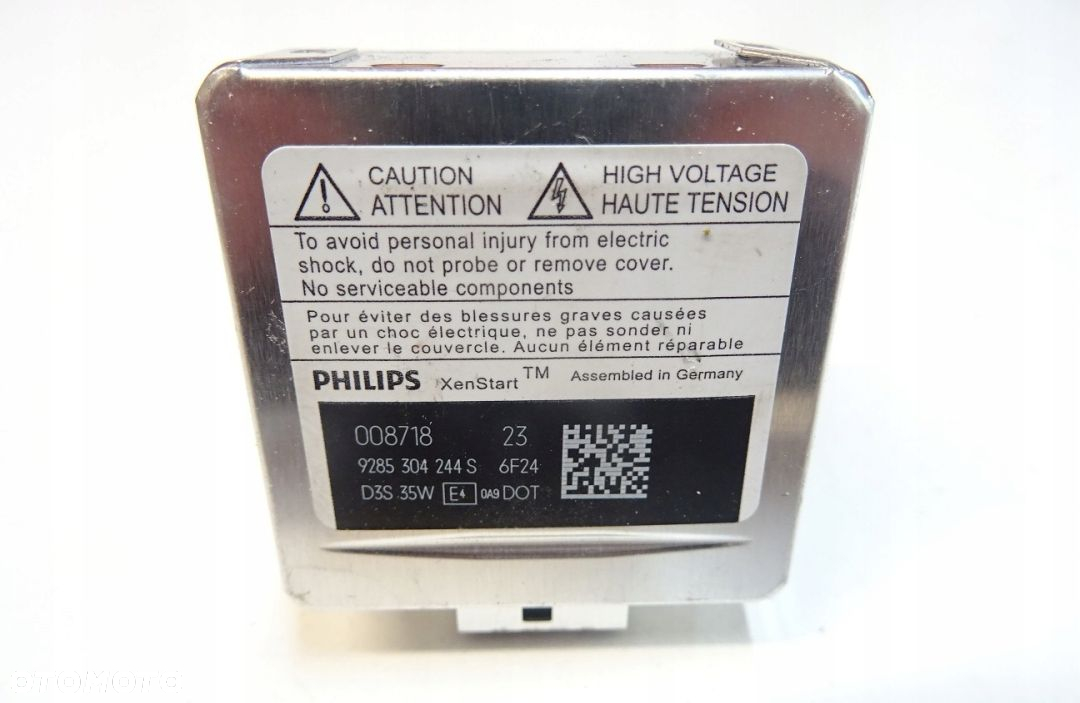 CAUTION
ATTENTION
HIGH VOLTAGE
HAUTE TENSION
To avoid personal injury from electric
shock, do not probe or remove cover.
No serviceable components
Pour éviter des blessures graves causées
par un choc électrique, ne pas sonder ni
enlever le couvercle. Aucun élément réparable
PHILIPS XenStart™ Assembled in Germany
008718 23
9285 304 244 S 6F24
D3S 35W E4 0A9 DOT